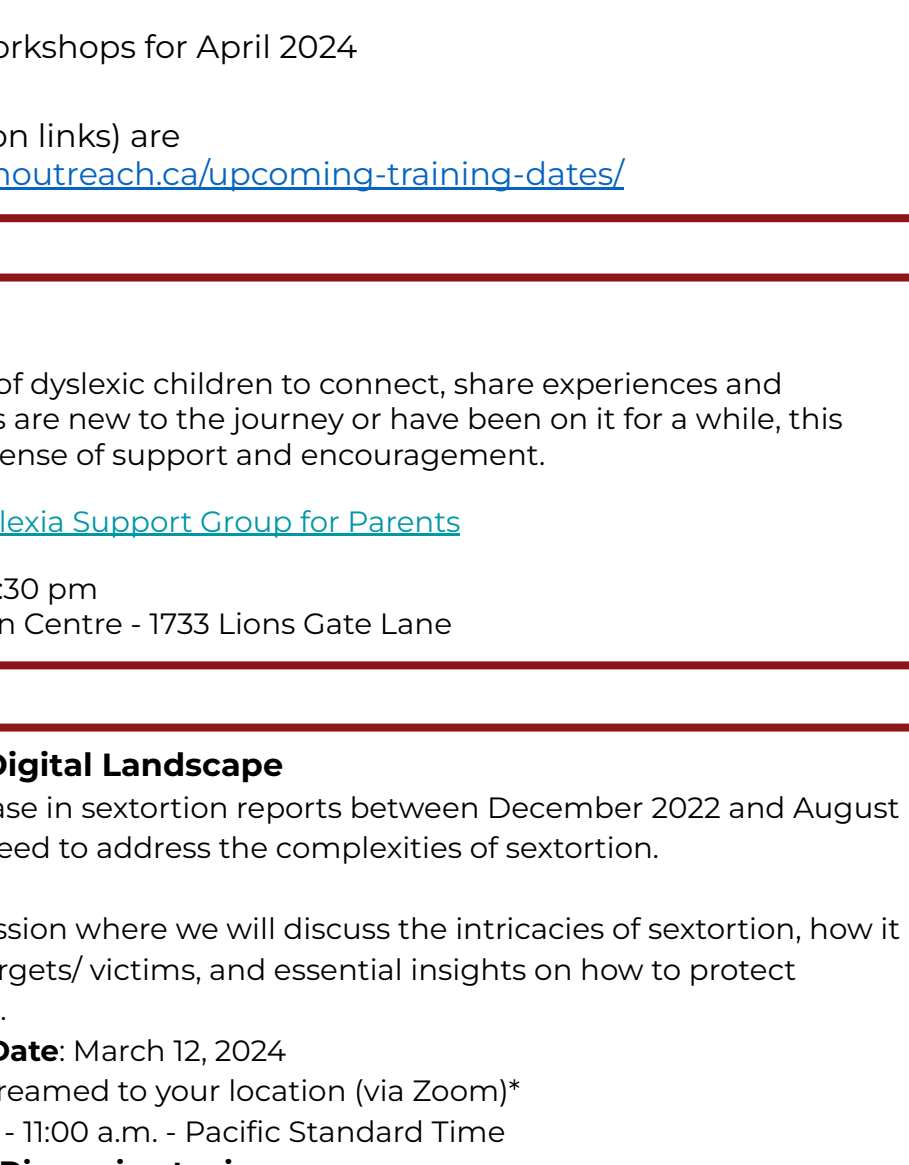 orkshops for April 2024
on links) are
noutreach.ca/upcoming-training-dates/
of dyslexic children to connect, share experiences and
s are new to the journey or have been on it for a while, this
ense of support and encouragement.
lexia Support Group for Parents
:30 pm
n Centre - 1733 Lions Gate Lane
Digital Landscape
ase in sextortion reports between December 2022 and August
eed to address the complexities of sextortion.
ssion where we will discuss the intricacies of sextortion, how it
rgets/ victims, and essential insights on how to protect
.
Date: March 12, 2024
reamed to your location (via Zoom)*
- 11:00 a.m. - Pacific Standard Time